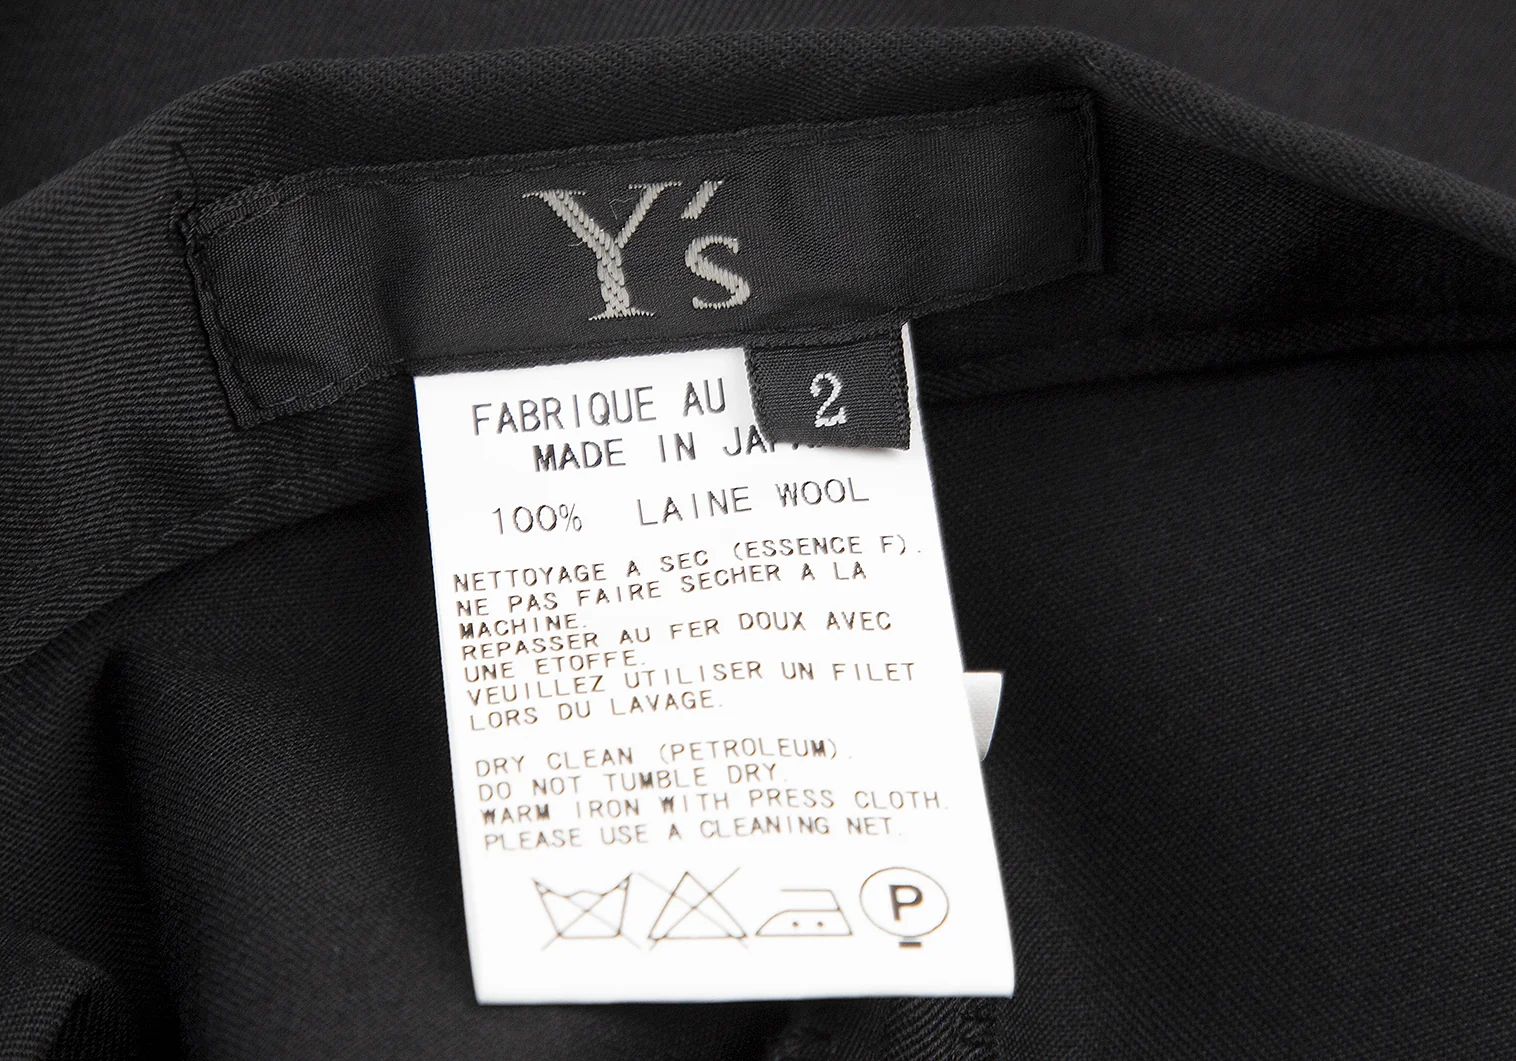 Y's
2
FABRIQUE AU
MADE IN
100% LAINE WOOL
NETTOYAGE A SEC (ESSENCE F).
NE PAS FAIRE SECHER A LA
MACHINE.
REPASSER AU FER DOUX AVEC
UNE ETOFFE.
VEUILLEZ UTILISER UN FILET
LORS DU LAVAGE.
DRY CLEAN (PETROLEUM).
DO NOT TUMBLE DRY.
WARM IRON WITH PRESS CLOTH.
PLEASE USE A CLEANING NET.
P